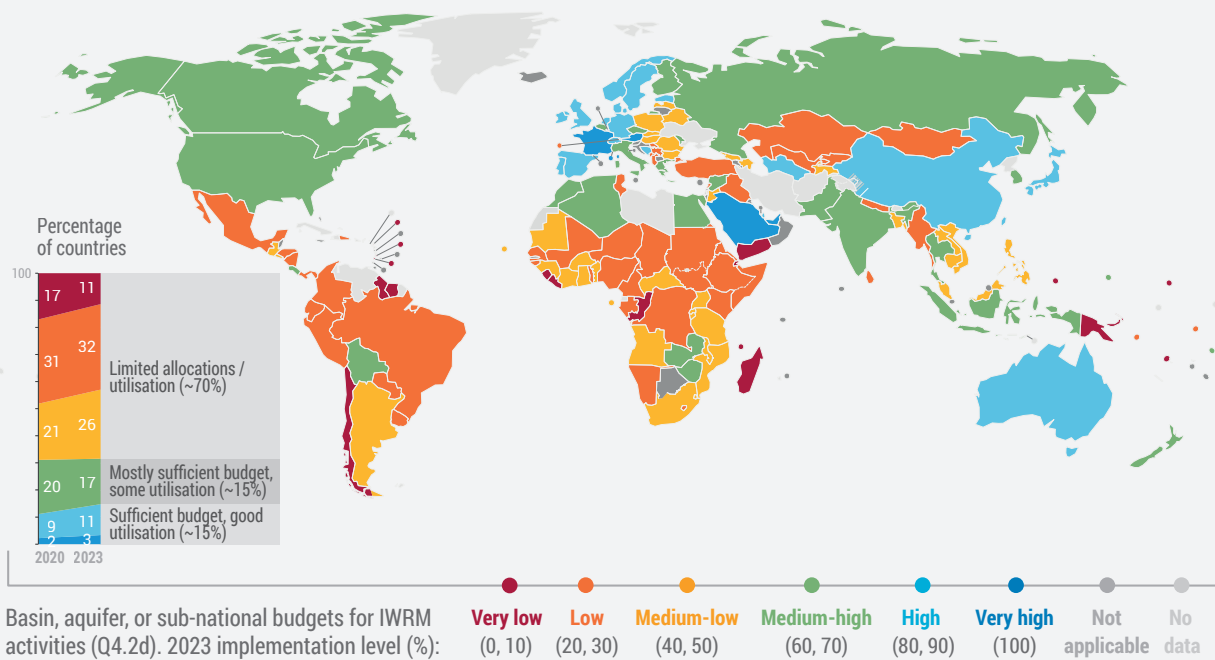 Percentage
of countries
100
17 11
31 32
21 26
20 17
9 11
2 3
2020 2023
Limited allocations /
utilisation (~70%)
Mostly sufficient budget,
some utilisation (~15%)
Sufficient budget, good
utilisation (~15%)
Basin, aquifer, or sub-national budgets for IWRM
activities (Q4.2d). 2023 implementation level (%):
Very low
(0, 10)
Low
(20, 30)
Medium-low
(40, 50)
Medium-high
(60, 70)
High
(80, 90)
Very high
(100)
Not
applicable
No
data